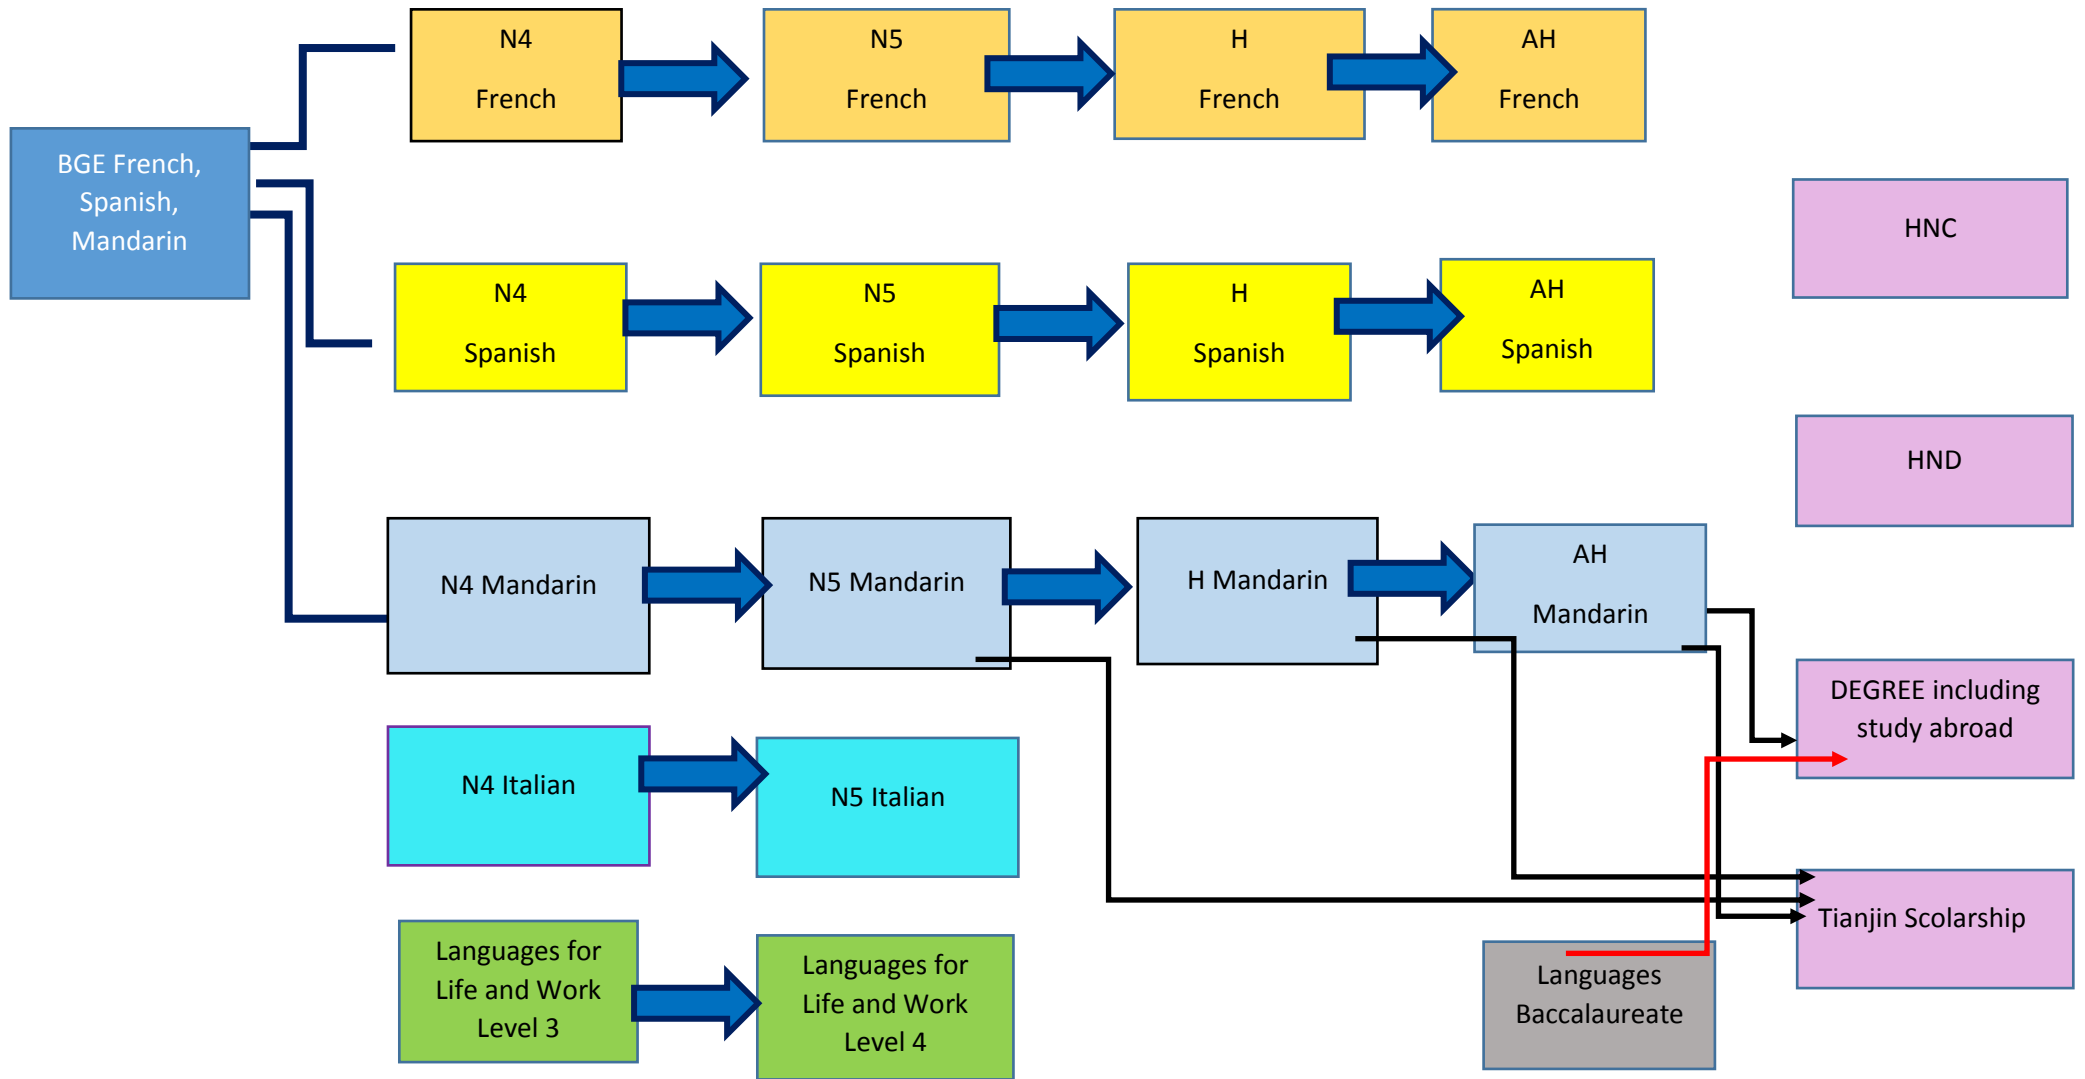 N4
French
N5
French
H
French
AH
French
BGE French,
Spanish,
Mandarin
HNC
N4
Spanish
N5
Spanish
H
Spanish
AH
Spanish
HND
N4 Mandarin
N5 Mandarin
H Mandarin
AH
Mandarin
DEGREE including
study abroad
N4 Italian
N5 Italian
Tianjin Scolarship
Languages for
Life and Work
Level 3
Languages for
Life and Work
Level 4
Languages
Baccalaureate